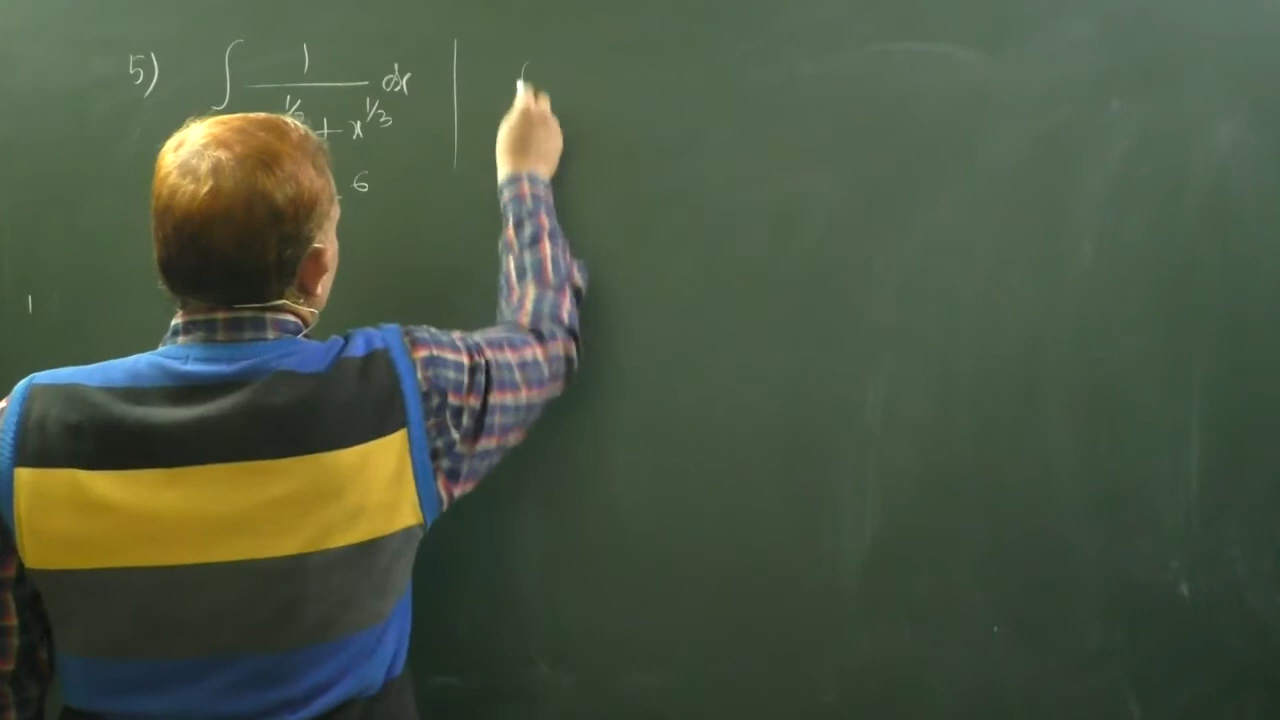 5) ∫ 1 / ( ^{1/2} + x^{1/3}) dx
6